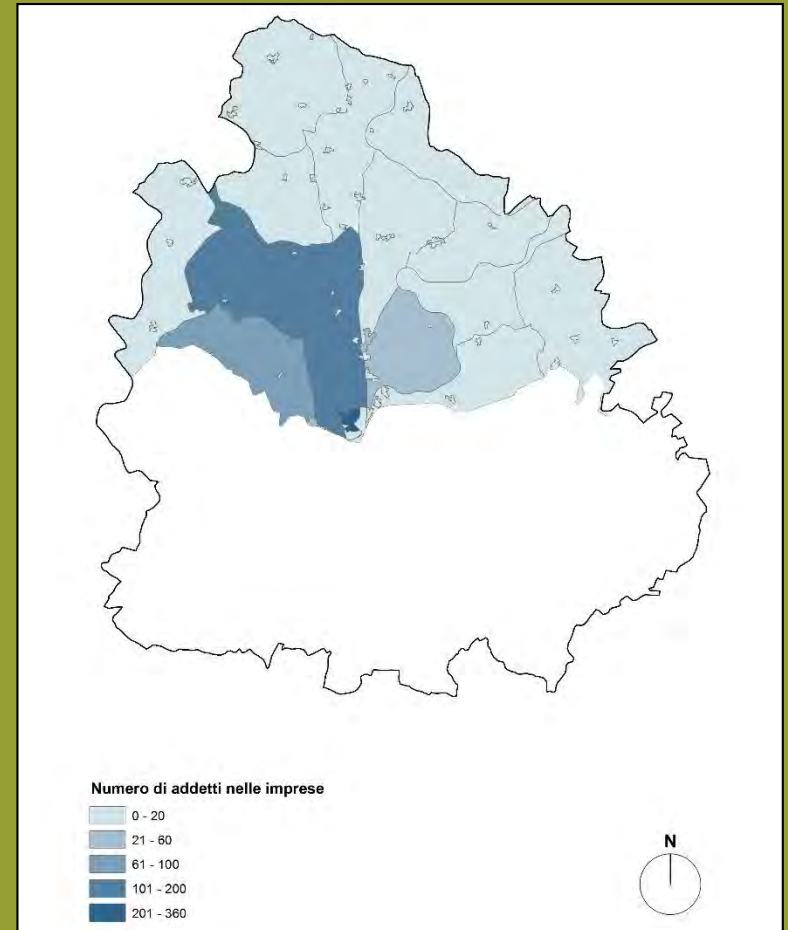 Numero di addetti nelle imprese
0 - 20
21 - 60
61 - 100
101 - 200
201 - 360
N